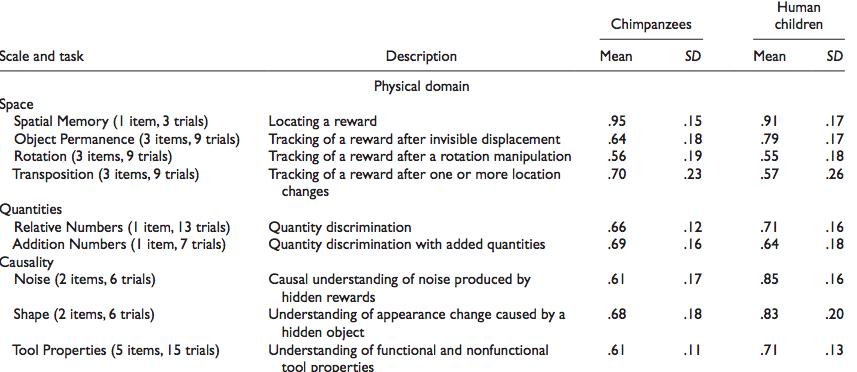 Chimpanzees Human children
Scale and task Description Mean SD Mean SD
Physical domain
Space
Spatial Memory (1 item, 3 trials) Locating a reward .95 .15 .91 .17
Object Permanence (3 items, 9 trials) Tracking of a reward after invisible displacement .64 .18 .79 .17
Rotation (3 items, 9 trials) Tracking of a reward after a rotation manipulation .56 .19 .55 .18
Transposition (3 items, 9 trials) Tracking of a reward after one or more location .70 .23 .57 .26
changes
Quantities
Relative Numbers (1 item, 13 trials) Quantity discrimination .66 .12 .71 .16
Addition Numbers (1 item, 7 trials) Quantity discrimination with added quantities .69 .16 .64 .18
Causality
Noise (2 items, 6 trials) Causal understanding of noise produced by .61 .17 .85 .16
hidden rewards
Shape (2 items, 6 trials) Understanding of appearance change caused by a .68 .18 .83 .20
hidden object
Tool Properties (5 items, 15 trials) Understanding of functional and nonfunctional .61 .11 .71 .13
tool properties